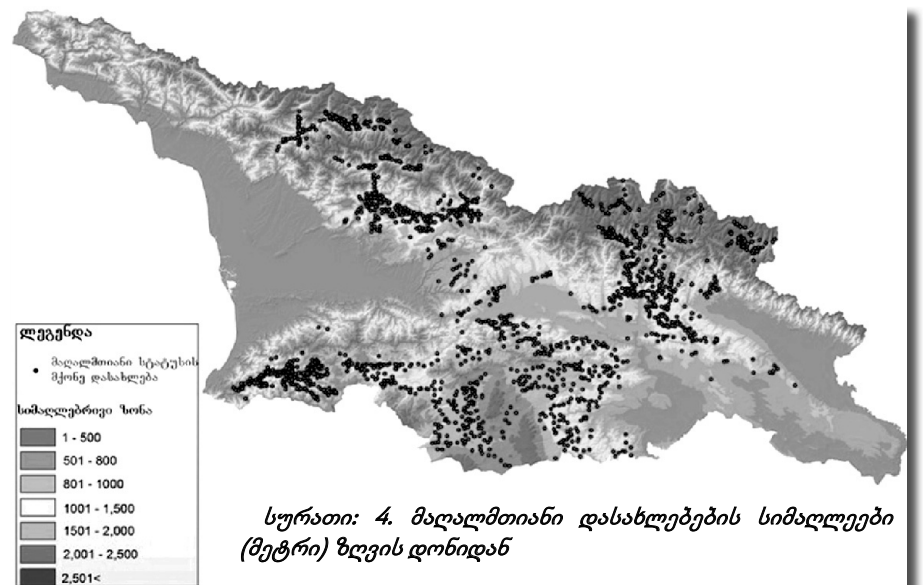 ლეგენდა
მაღალმთიანი სტატუსის
მქონე დასახლება
სიმაღლებრივი ზონა
1 - 500
501 - 800
801 - 1000
1001 - 1,500
1501 - 2,000
2,001 - 2,500
2,501<
სურათი: 4. მაღალმთიანი დასახლებების სიმაღლეები
(მეტრი) ზღვის დონიდან